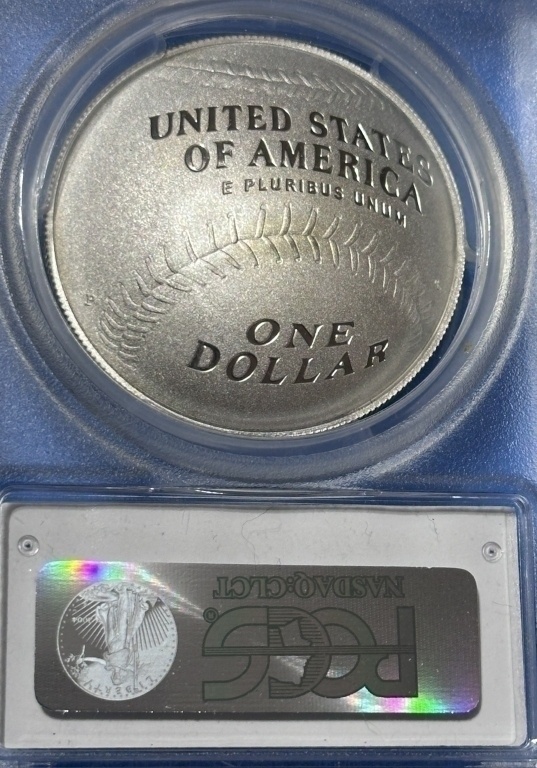 UNITED STATES
OF AMERICA
E PLURIBUS UNUM
P
ONE
DOLLAR
NASDAQ:CLCT
PCGS
©